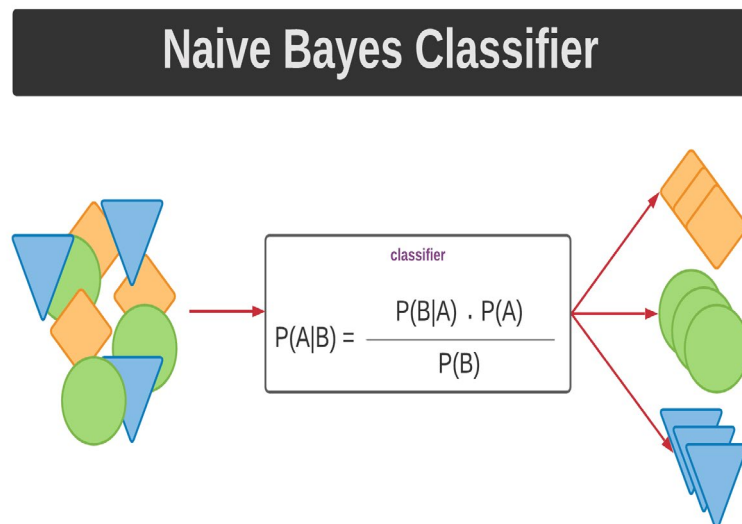 Naive Bayes Classifier
classifier
P(A|B) = P(B|A) . P(A)
P(B)